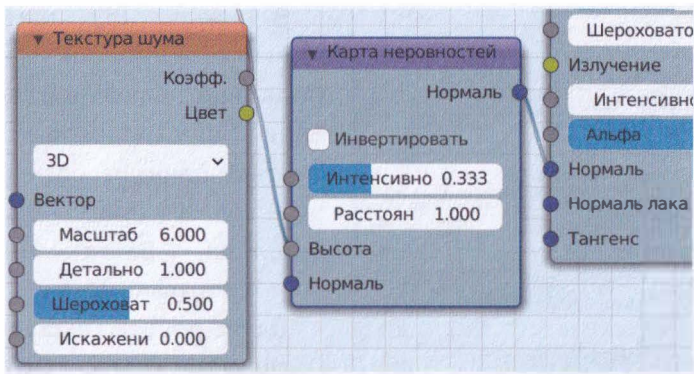 Текстура шума
Коэфф.
Цвет
3D
Вектор
Масштаб 6.000
Детально 1.000
Шероховат 0.500
Искажени 0.000
Карта неровностей
Нормаль
Инвертировать
Интенсивно 0.333
Расстоян 1.000
Высота
Нормаль
Шероховато
Излучение
Интенсивно
Альфа
Нормаль
Нормаль лака
Тангенс